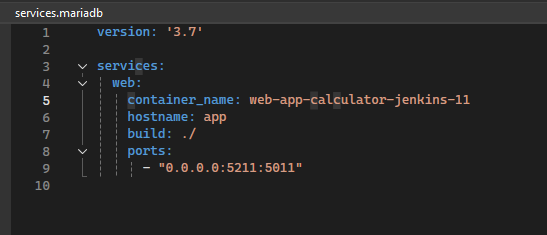 services.mariadb
1 version: '3.7'
2
3 services:
4 web:
5 container_name: web-app-calculator-jenkins-11
6 hostname: app
7 build: ./
8 ports:
9 - "0.0.0.0:5211:5011"
10